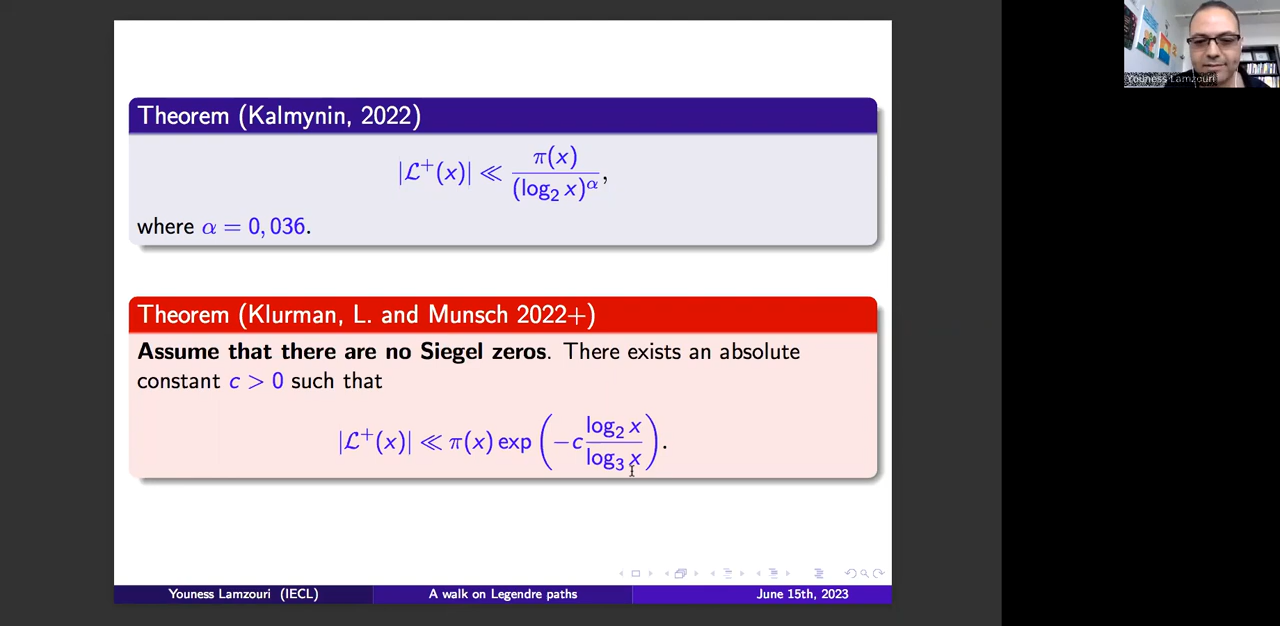 Theorem (Kalmynin, 2022)
|ℒ⁺(x)| ≪ π(x) / (log₂ x)^α,
where α = 0,036.
Theorem (Klurman, L. and Munsch 2022+)
Assume that there are no Siegel zeros. There exists an absolute
constant c > 0 such that
|ℒ⁺(x)| ≪ π(x) exp(−c log₂ x / log₃ x).
Youness Lamzouri (IECL)
A walk on Legendre paths
June 15th, 2023
Youness Lamzouri